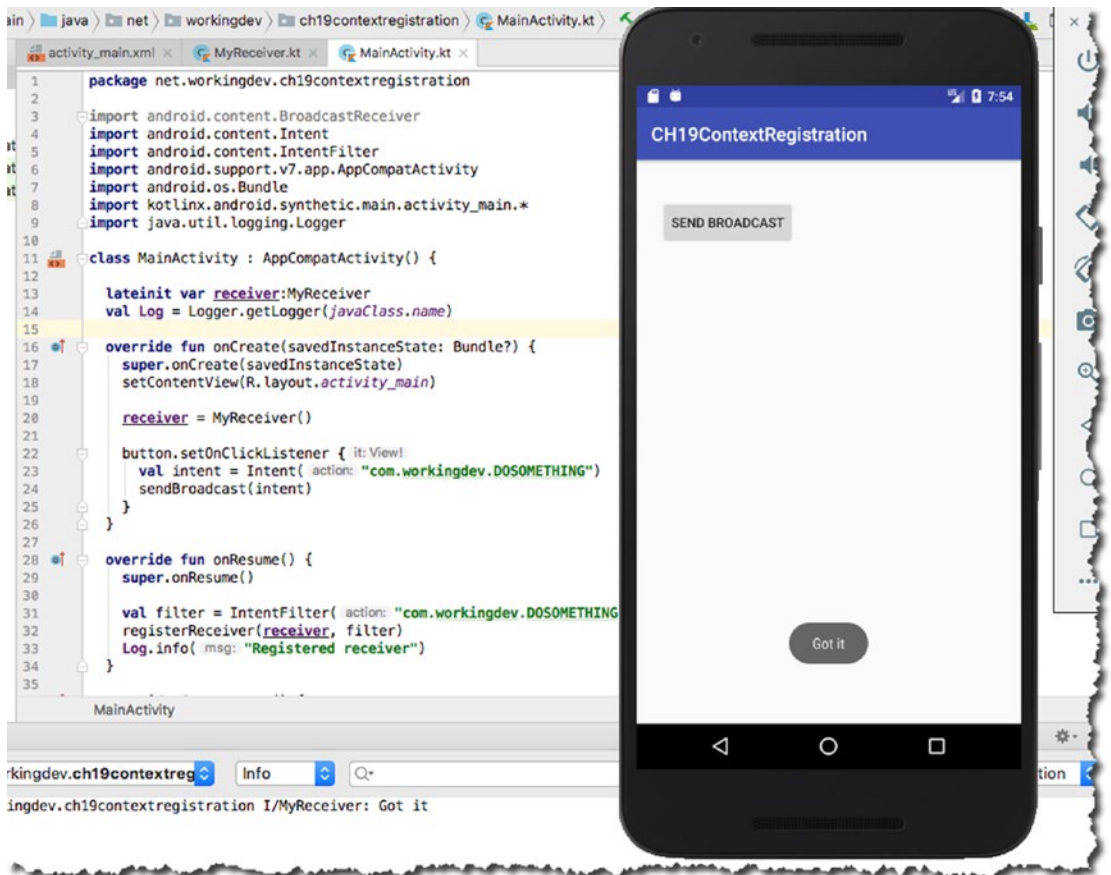 ain java net workingdev ch19contextregistration MainActivity.kt
activity_main.xml MyReceiver.kt MainActivity.kt
1 package net.workingdev.ch19contextregistration
2
3 import android.content.BroadcastReceiver
4 import android.content.Intent
5 import android.content.IntentFilter
6 import android.support.v7.app.AppCompatActivity
7 import android.os.Bundle
8 import kotlinx.android.synthetic.main.activity_main.*
9 import java.util.logging.Logger
10
11 class MainActivity : AppCompatActivity() {
12
13 lateinit var receiver:MyReceiver
14 val Log = Logger.getLogger(javaClass.name)
15
16 override fun onCreate(savedInstanceState: Bundle?) {
17 super.onCreate(savedInstanceState)
18 setContentView(R.layout.activity_main)
19
20 receiver = MyReceiver()
21
22 button.setOnClickListener { it: View!
23 val intent = Intent( action: "com.workingdev.DOSOMETHING")
24 sendBroadcast(intent)
25 }
26 }
27
28 override fun onResume() {
29 super.onResume()
30
31 val filter = IntentFilter( action: "com.workingdev.DOSOMETHING
32 registerReceiver(receiver, filter)
33 Log.info( msg: "Registered receiver")
34 }
35
MainActivity
rkingdev.ch19contextreg Info tion
ingdev.ch19contextregistration I/MyReceiver: Got it
7:54
CH19ContextRegistration
SEND BROADCAST
Got it